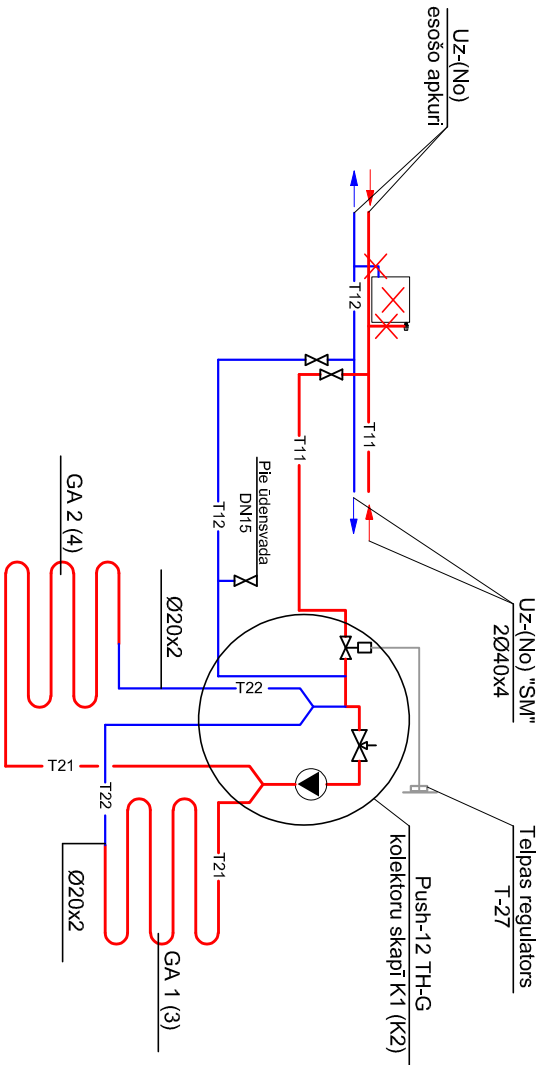 Uz-(No)
esošo apkuri
Uz-(No) "SM"
2Ø40x4
Telpas regulators
T-27
T12
T11
T11
T12
Pie ūdensvada
DN15
Push-12 TH-G
kolektoru skapī K1 (K2)
GA 2 (4)
Ø20x2
T22
T21
T22
T21
Ø20x2
GA 1 (3)